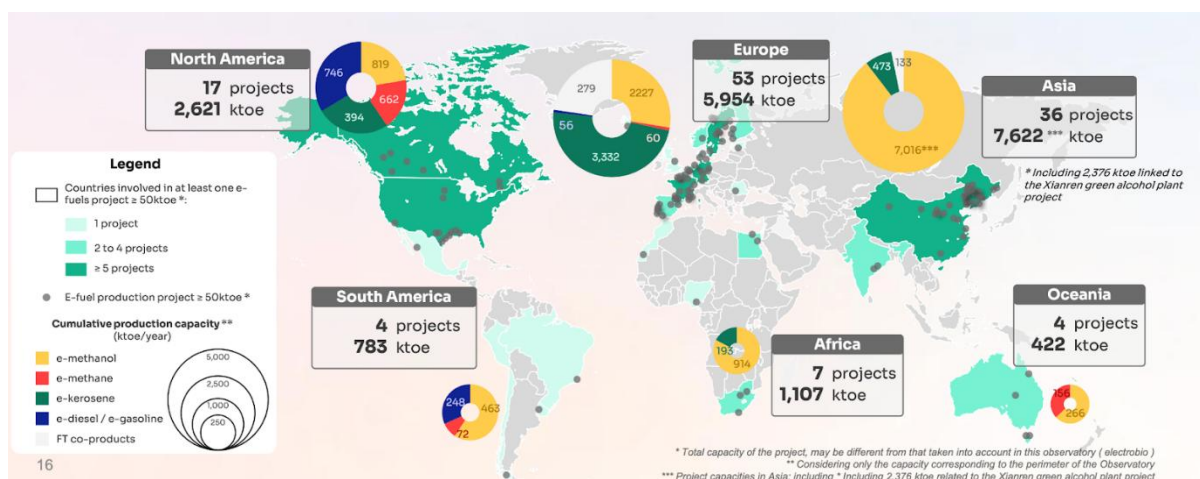 North America
17 projects
2,621 ktoe
746
819
662
394
279
2227
56
60
3,332
Europe
53 projects
5,954 ktoe
473
133
7,016***
Asia
36 projects
7,622 *** ktoe
* Including 2,376 ktoe linked to
the Xianren green alcohol plant
project
Legend
Countries involved in at least one e-
fuels project ≥ 50ktoe *:
1 project
2 to 4 projects
≥ 5 projects
E-fuel production project ≥ 50ktoe *
Cumulative production capacity **
(ktoe/year)
e-methanol
e-methane
e-kerosene
e-diesel / e-gasoline
FT co-products
5,000
2,500
1,000
250
South America
4 projects
783 ktoe
248
463
72
193
914
Africa
7 projects
1,107 ktoe
Oceania
4 projects
422 ktoe
156
266
16
* Total capacity of the project, may be different from that taken into account in this observatory ( electrobio )
** Considering only the capacity corresponding to the perimeter of the Observatory
*** Project capacities in Asia: including * Including 2,376 ktoe related to the Xianren green alcohol plant project